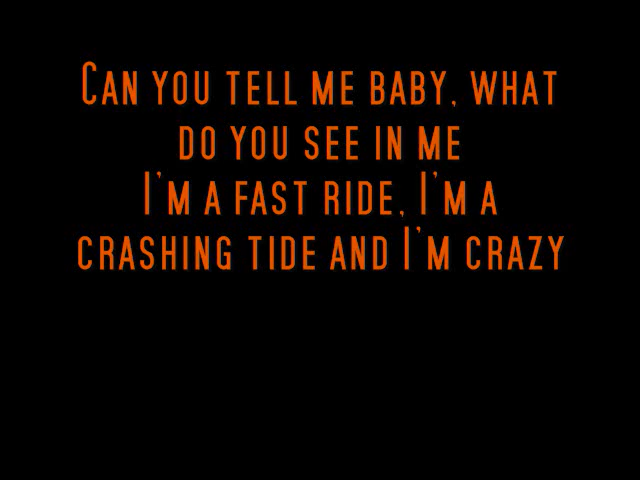 Can you tell me baby, what
do you see in me
I'm a fast ride, I'm a
crashing tide and I'm crazy